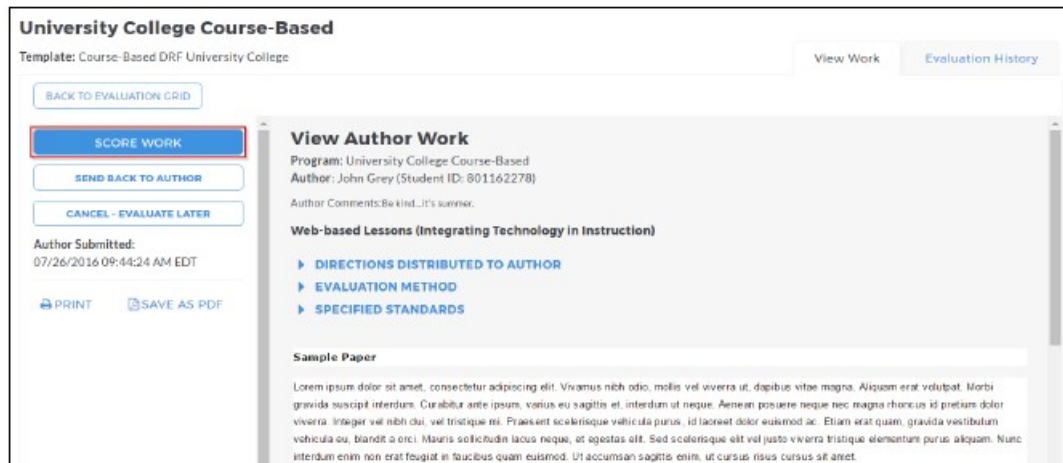 University College Course-Based
Template: Course-Based DRF University College
View Work
Evaluation History
BACK TO EVALUATION GRID
SCORE WORK
SEND BACK TO AUTHOR
CANCEL - EVALUATE LATER
Author Submitted:
07/26/2016 09:44:24 AM EDT
PRINT
SAVE AS PDF
View Author Work
Program: University College Course-Based
Author: John Grey (Student ID: 801162278)
Author Comments:Be kind...it's summer.
Web-based Lessons (Integrating Technology in Instruction)
DIRECTIONS DISTRIBUTED TO AUTHOR
EVALUATION METHOD
SPECIFIED STANDARDS
Sample Paper
Lorem ipsum dolor sit amet, consectetur adipiscing elit. Vivamus nibh odio, mollis vel viverra ut, dapibus vitae magna. Aliquam erat volutpat. Morbi
gravida suscipit interdum. Curabitur ante ipsum, varius eu sagittis et, interdum ut neque. Aenean posuere neque nec magna rhoncus id pretium dolor
viverra. Integer vel nibh dui, vel tristique mi. Praesent scelerisque vehicula purus, id laoreet dolor euismod ac. Etiam erat quam, gravida vestibulum
vehicula eu, blandit a orci. Mauris sollicitudin lacus neque, et egestas elit. Sed scelerisque elit vel justo viverra tristique elementum purus aliquam. Nunc
interdum enim non erat feugiat in faucibus quam euismod. Ut accumsan sagittis enim, ut cursus risus cursus sit amet.